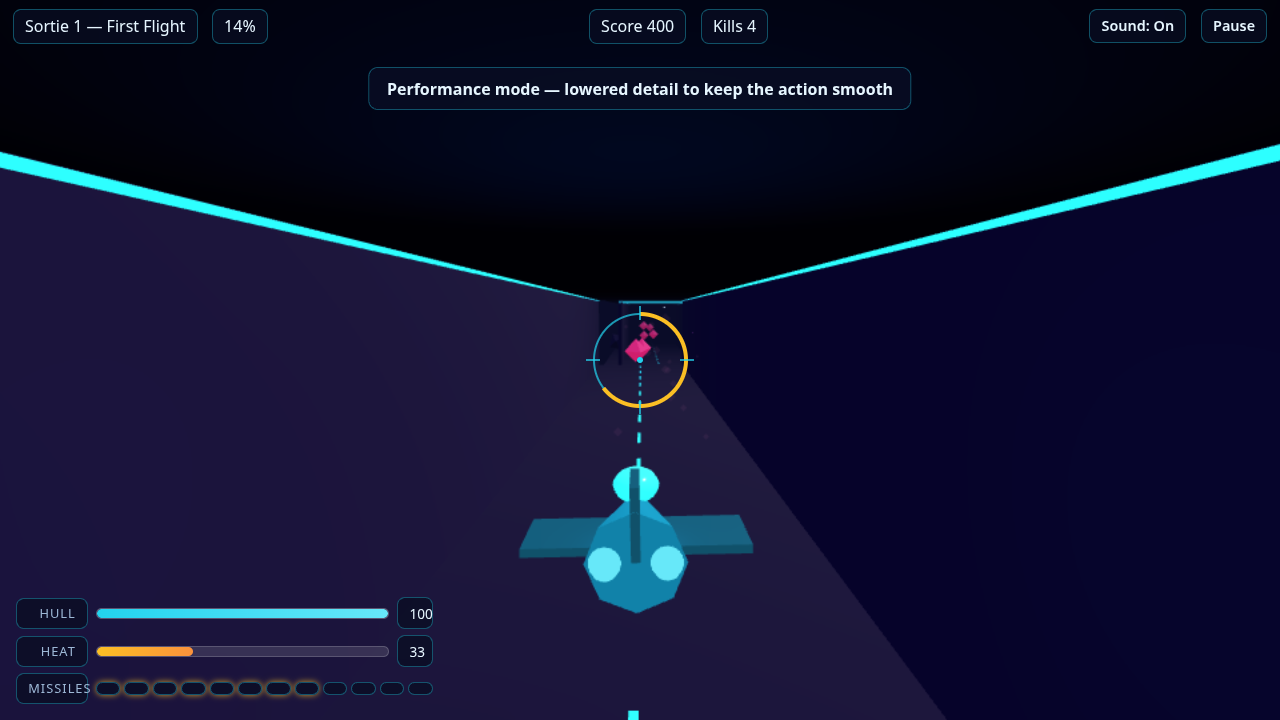 Sortie 1 — First Flight
14%
Score 400
Kills 4
Sound: On
Pause
Performance mode — lowered detail to keep the action smooth
HULL
100
HEAT
33
MISSILES